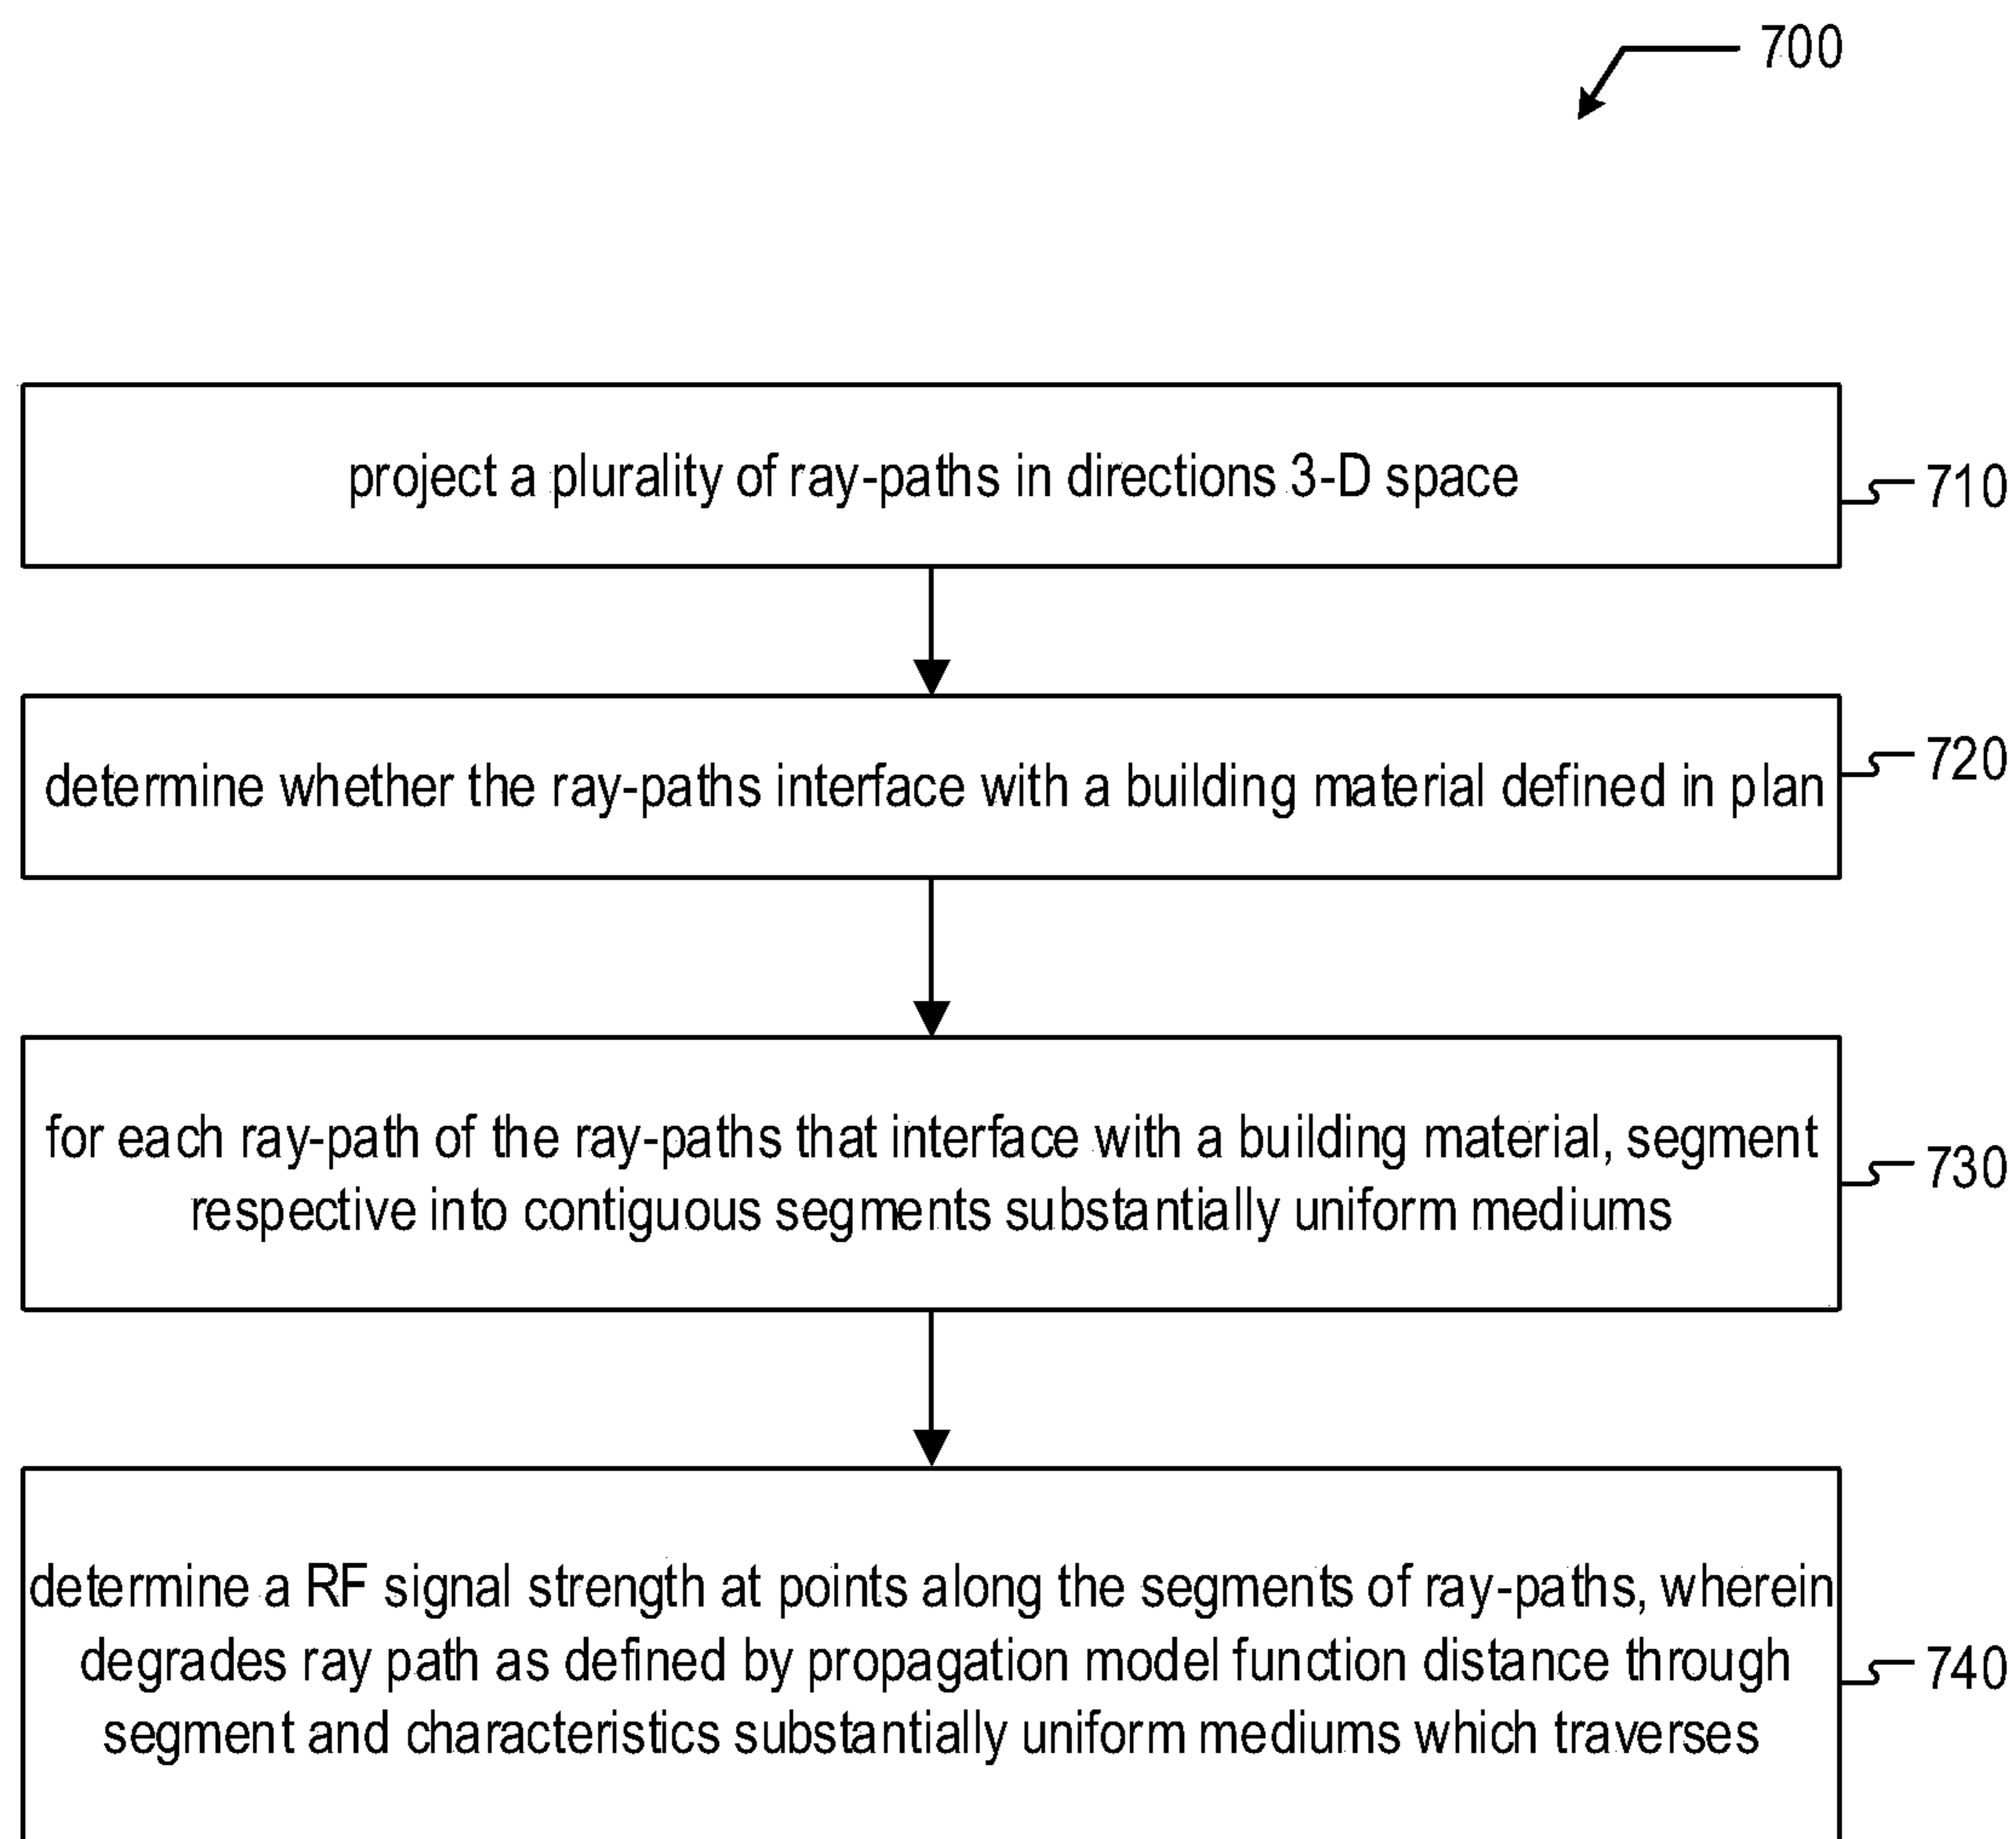 700
project a plurality of ray-paths in directions 3-D space
710
determine whether the ray-paths interface with a building material defined in plan
720
for each ray-path of the ray-paths that interface with a building material, segment
respective into contiguous segments substantially uniform mediums
730
determine a RF signal strength at points along the segments of ray-paths, wherein
degrades ray path as defined by propagation model function distance through
segment and characteristics substantially uniform mediums which traverses
740